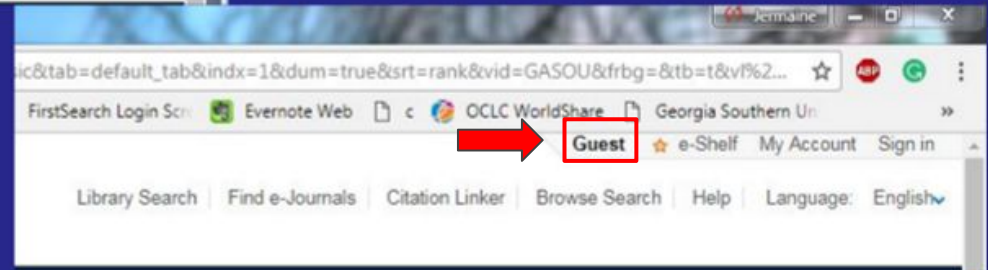 Jermaine
ic&tab=default_tab&indx=1&dum=true&srt=rank&vid=GASOU&frbg=&tb=t&vl%2... ABP
FirstSearch Login Scr Evernote Web c OCLC WorldShare Georgia Southern Un »
Guest e-Shelf My Account Sign in
Library Search Find e-Journals Citation Linker Browse Search Help Language: English